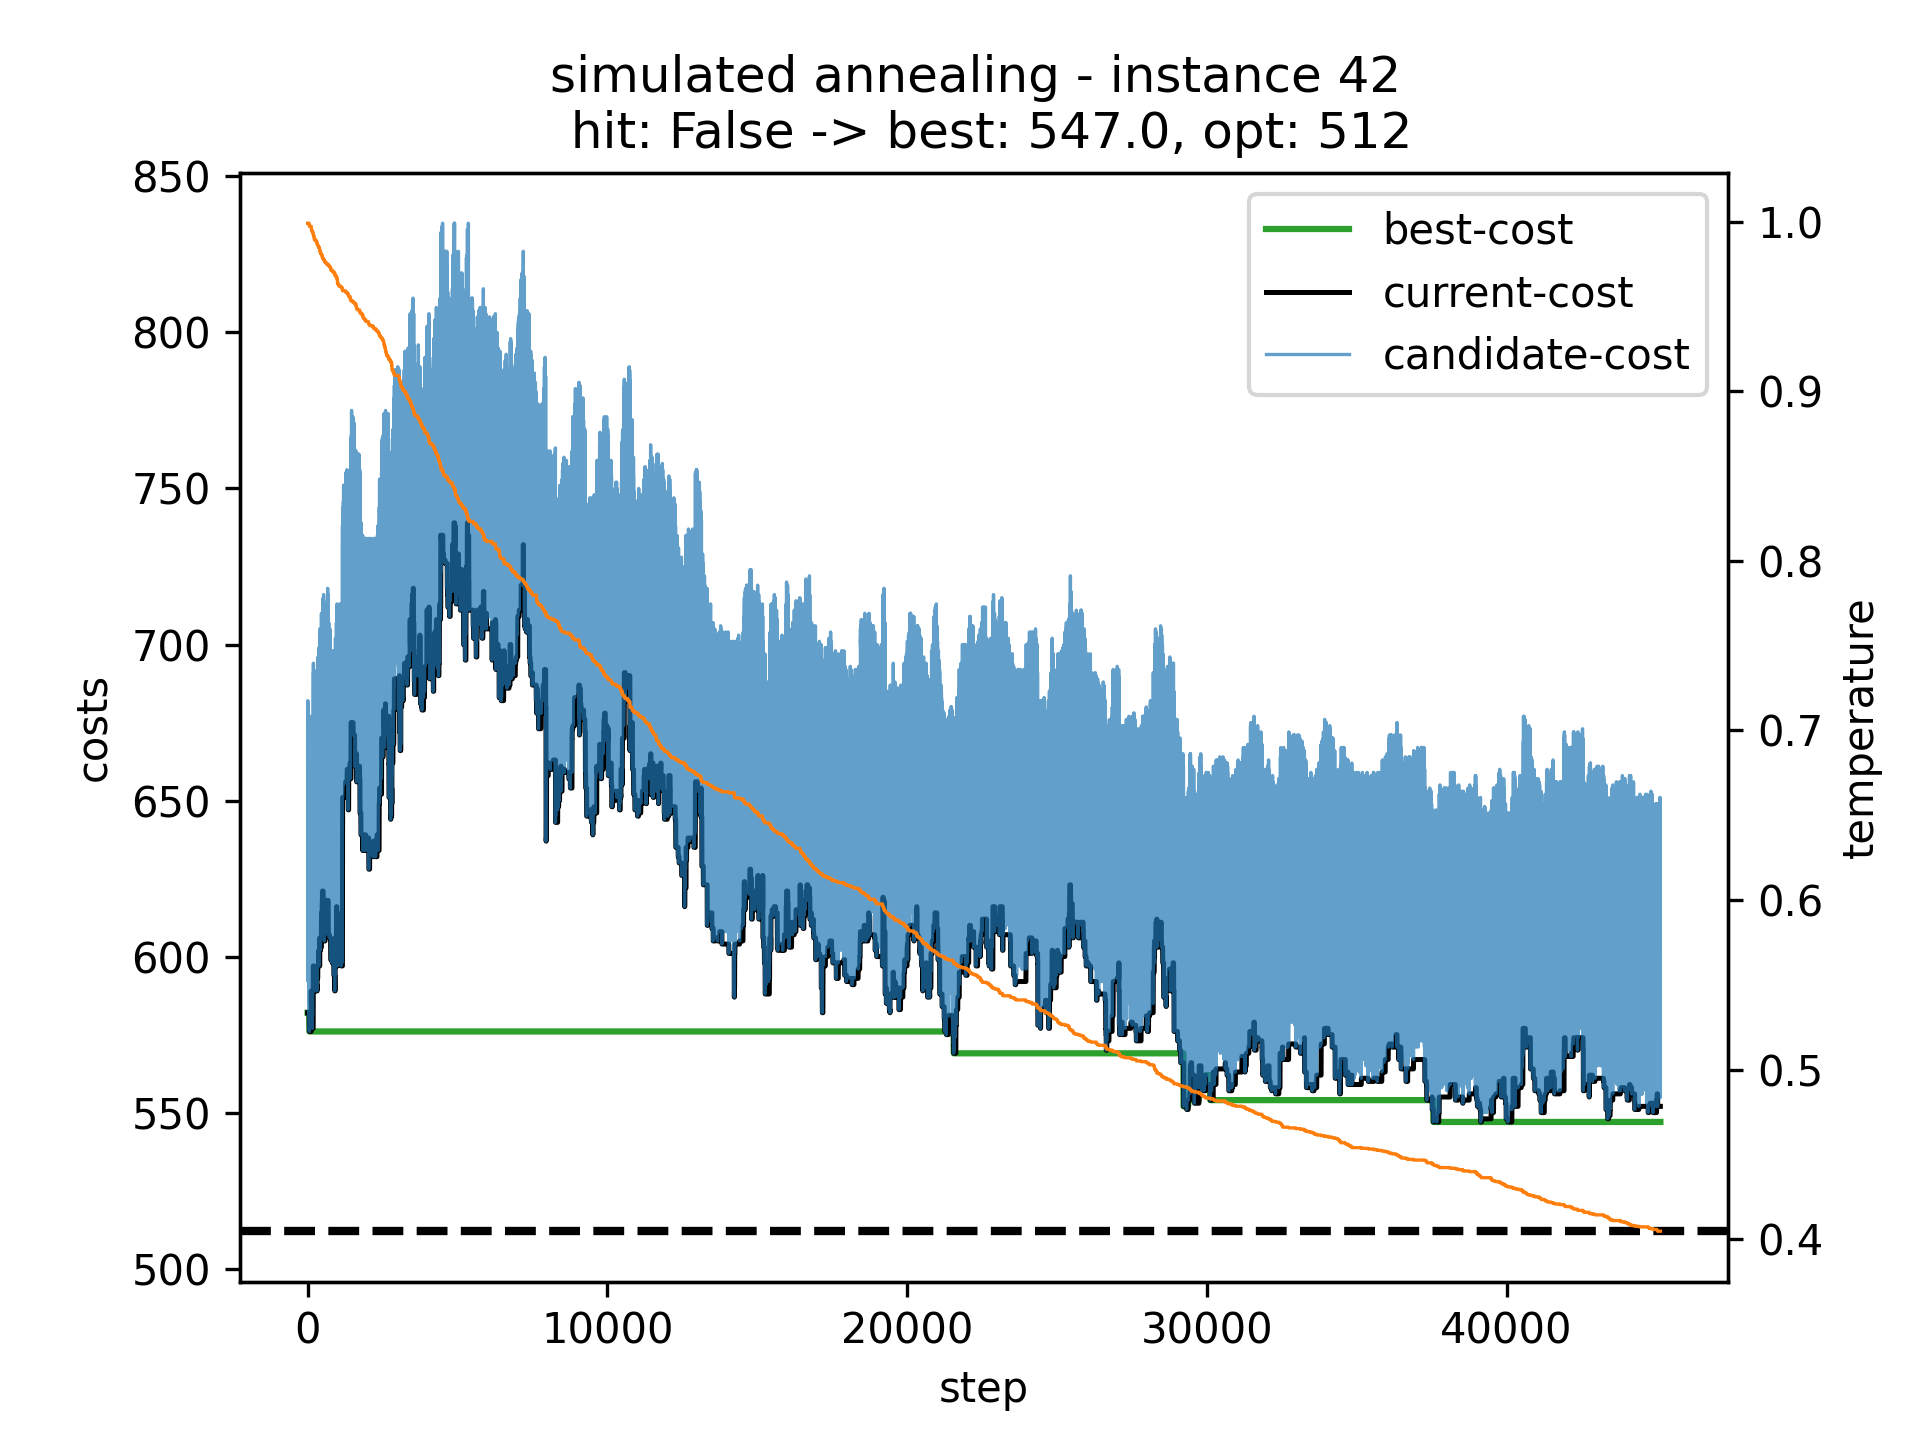 simulated annealing - instance 42
hit: False -> best: 547.0, opt: 512
850
800
750
700
650
600
550
500
costs
best-cost
current-cost
candidate-cost
1.0
0.9
0.8
0.7
0.6
0.5
0.4
temperature
0 10000 20000 30000 40000
step